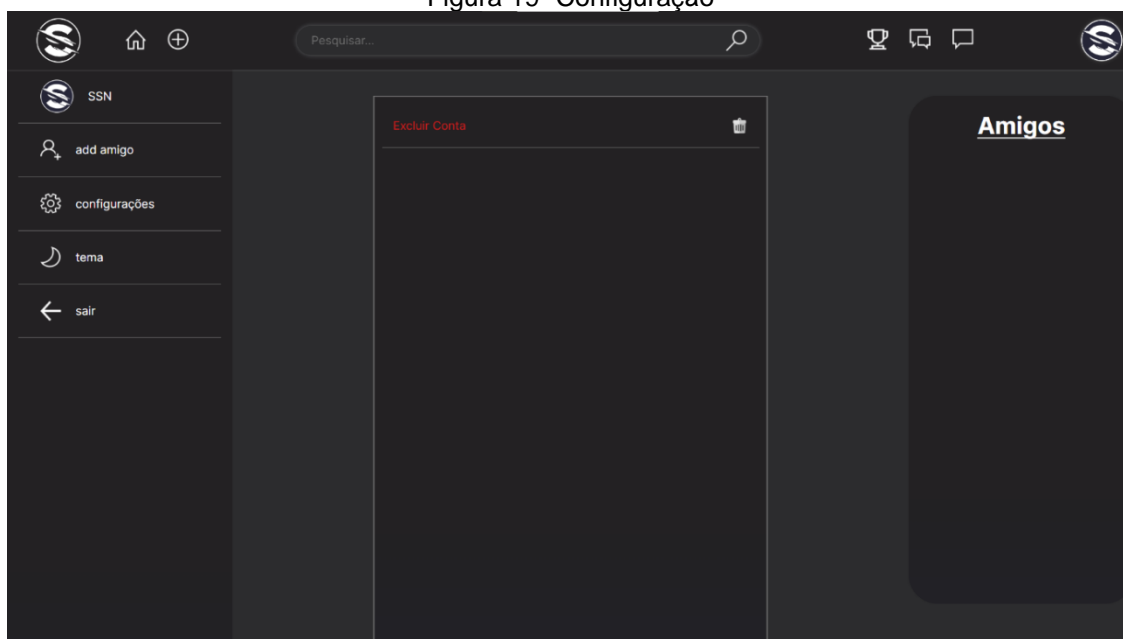 Figura 19- Configuração
Pesquisar...
SSN
add amigo
configurações
tema
sair
Excluir Conta
Amigos